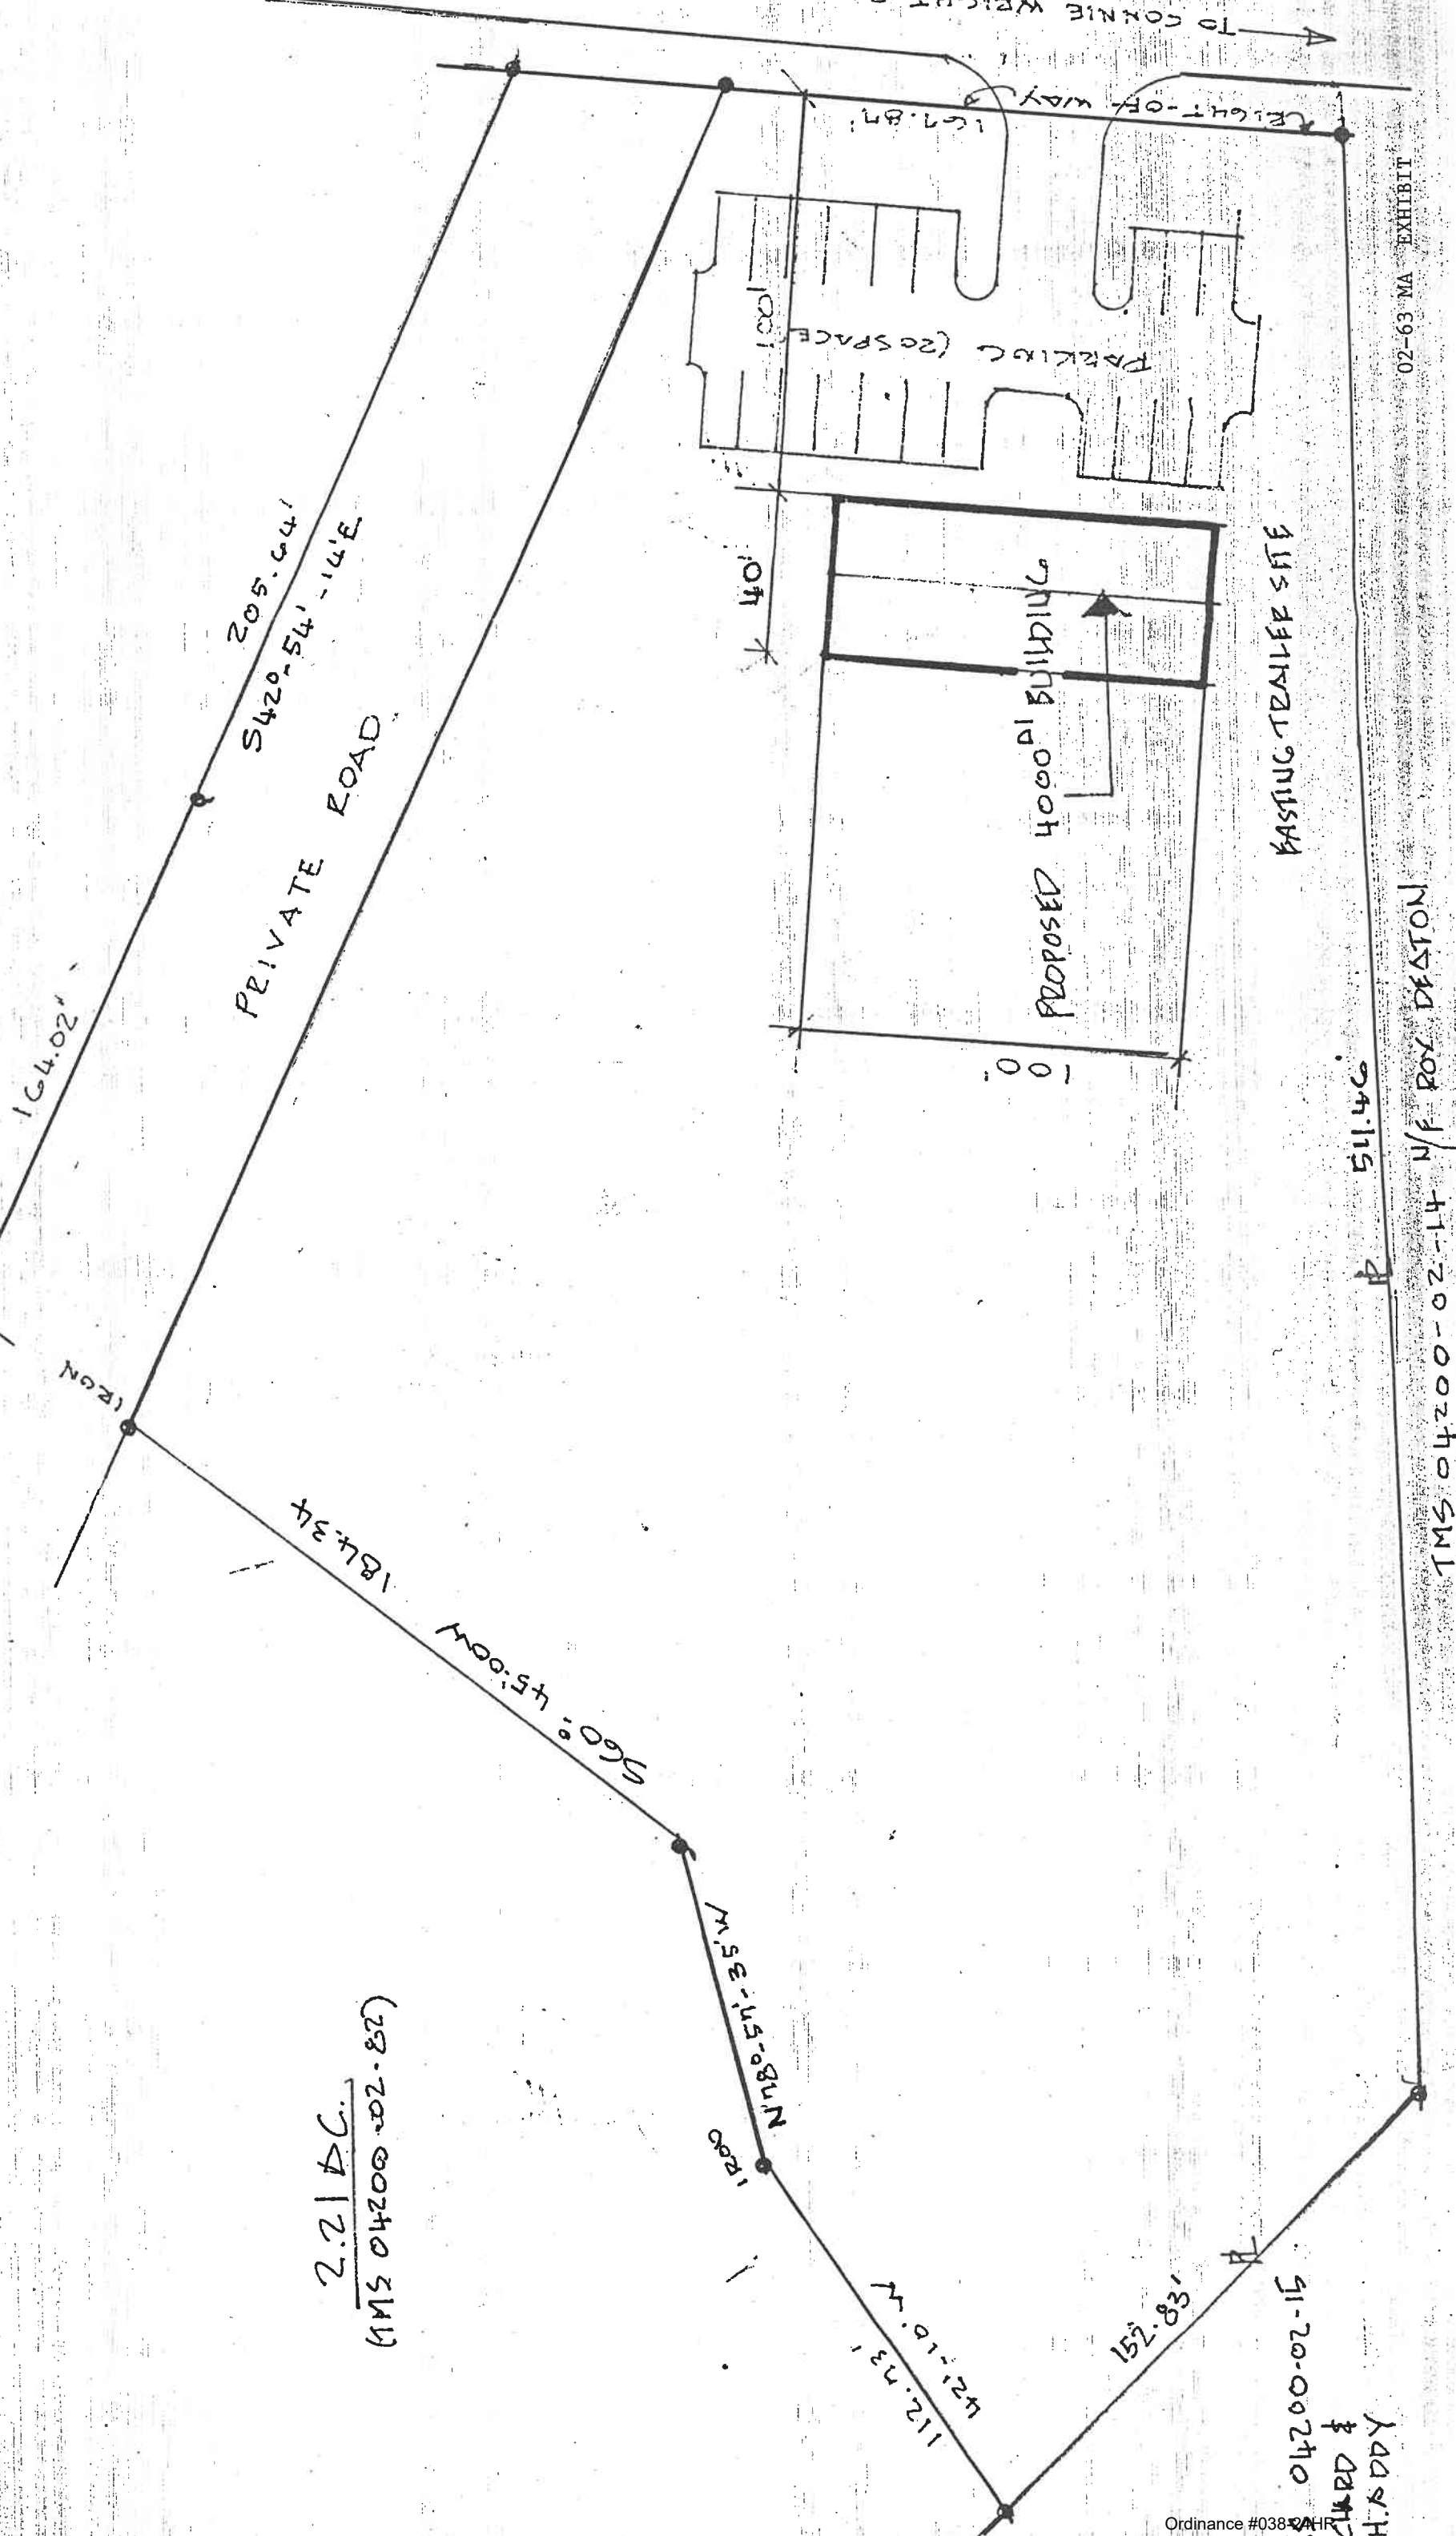 TO CONNIE WRIGHT
RIGHT-OF-WAY
167.87'
02-63 MA EXHIBIT
100'
PARKING (20 SPACE
205.64'
S42°-54'-14"E
40'
PROPOSED 4000 BUILDING
EXISTING TRAILER SITE
PRIVATE ROAD
164.02'
100'
511.46'
TMS 04200-02-14 N/F ROY DEATON
IRON
184.34
S60°-45'-00W
N78°-57'-35"W
IRON
2.21 AC.
(TMS 04200-02-82)
112.73'
42'-10"W
152.83'
04200-02-15
&
Ordinance #038-24HR